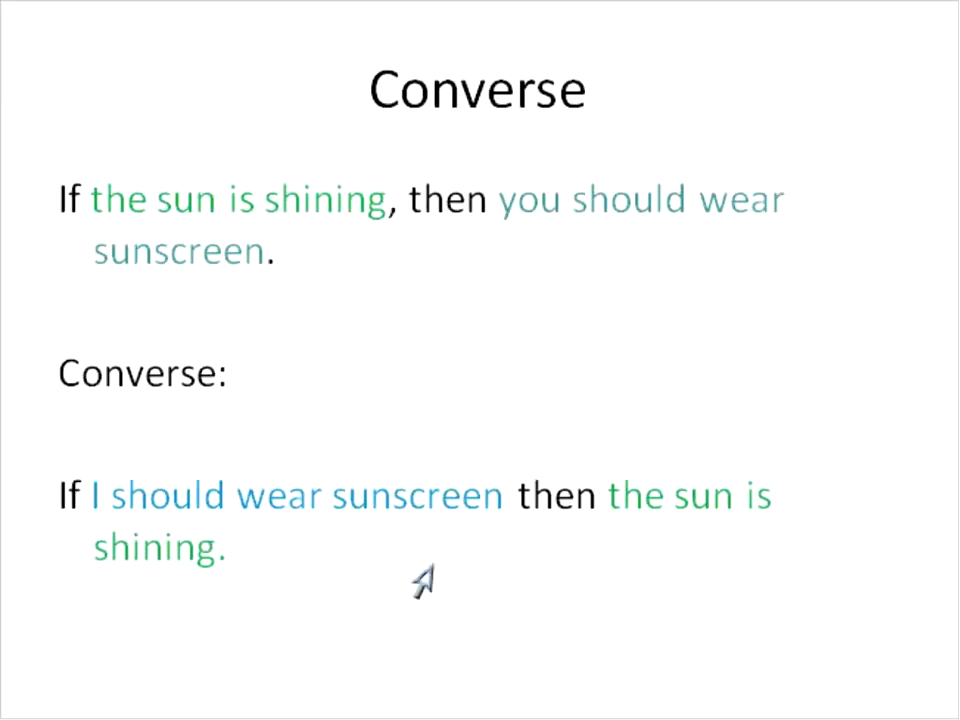 Converse
If the sun is shining, then you should wear
sunscreen.
Converse:
If I should wear sunscreen then the sun is
shining.